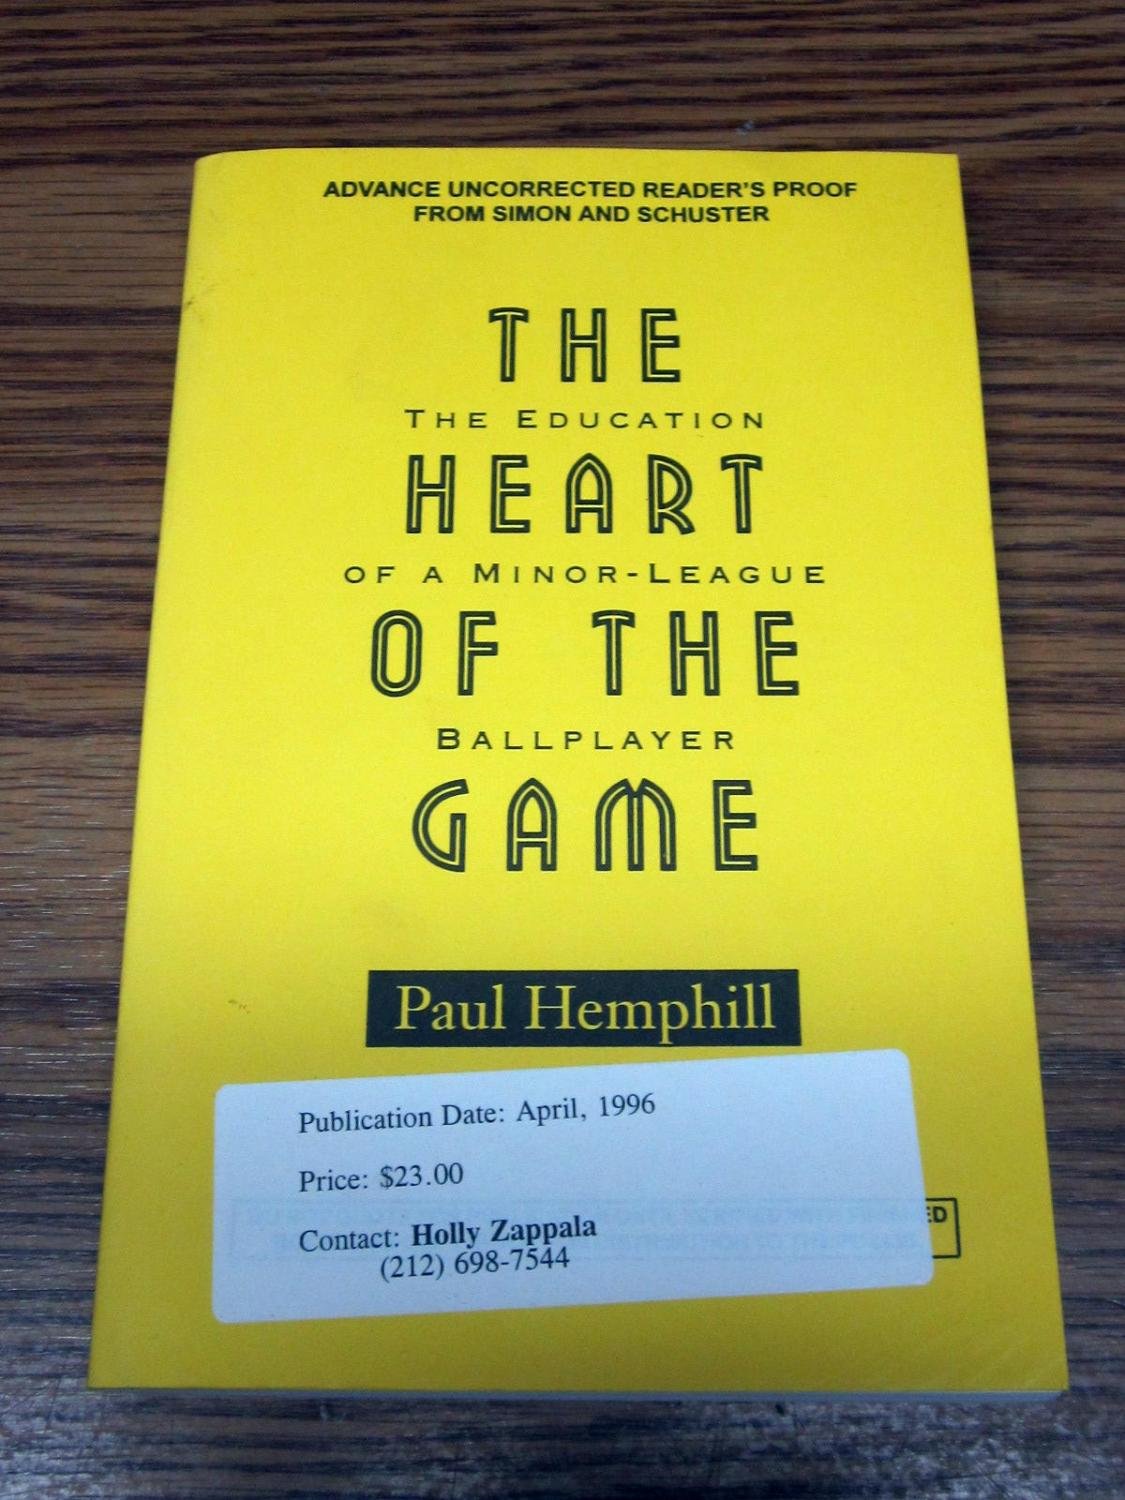 ADVANCE UNCORRECTED READER'S PROOF
FROM SIMON AND SCHUSTER
THE
THE EDUCATION
HEART
OF A MINOR-LEAGUE
OF THE
BALLPLAYER
GAME
Paul Hemphill
Publication Date: April, 1996
Price: $23.00
Contact: Holly Zappala
(212) 698-7544